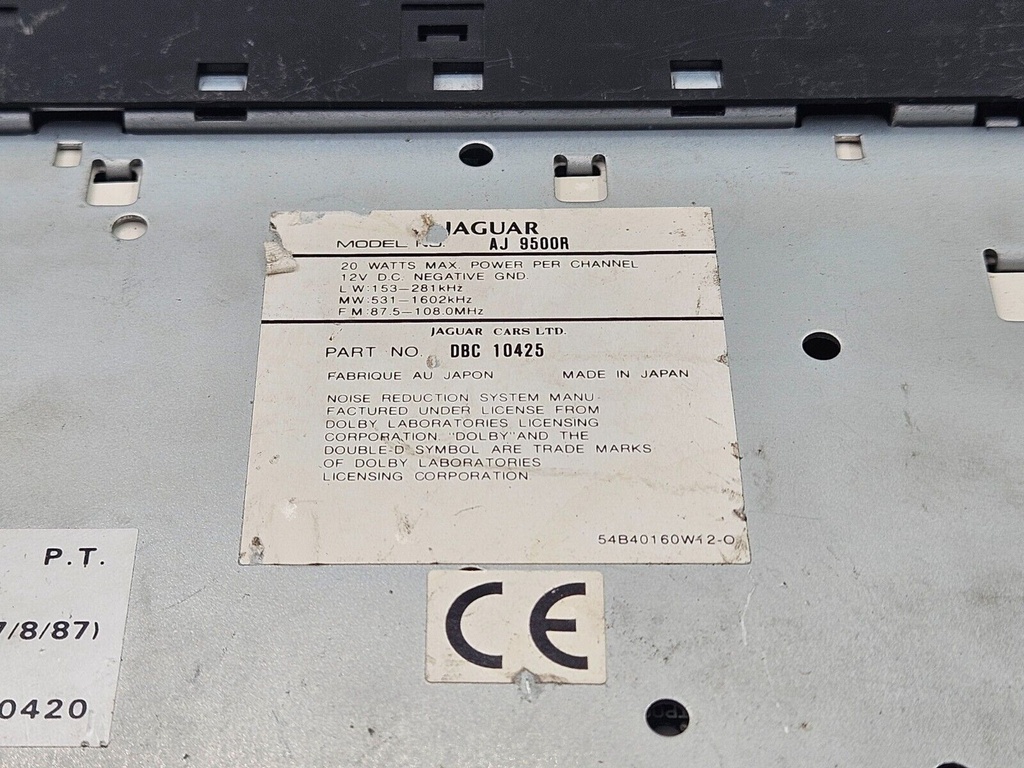 JAGUAR
MODEL NO. AJ 9500R
20 WATTS MAX. POWER PER CHANNEL
12V D.C. NEGATIVE GND.
LW:153-281kHz
MW:531-1602kHz
FM:87.5-108.0MHz
JAGUAR CARS LTD.
PART NO. DBC 10425
FABRIQUE AU JAPON MADE IN JAPAN
NOISE REDUCTION SYSTEM MANU-
FACTURED UNDER LICENSE FROM
DOLBY LABORATORIES LICENSING
CORPORATION. "DOLBY" AND THE
DOUBLE-D SYMBOL ARE TRADE MARKS
OF DOLBY LABORATORIES
LICENSING CORPORATION.
54B40160W12-O
CE
P.T.
7/8/87)
0420